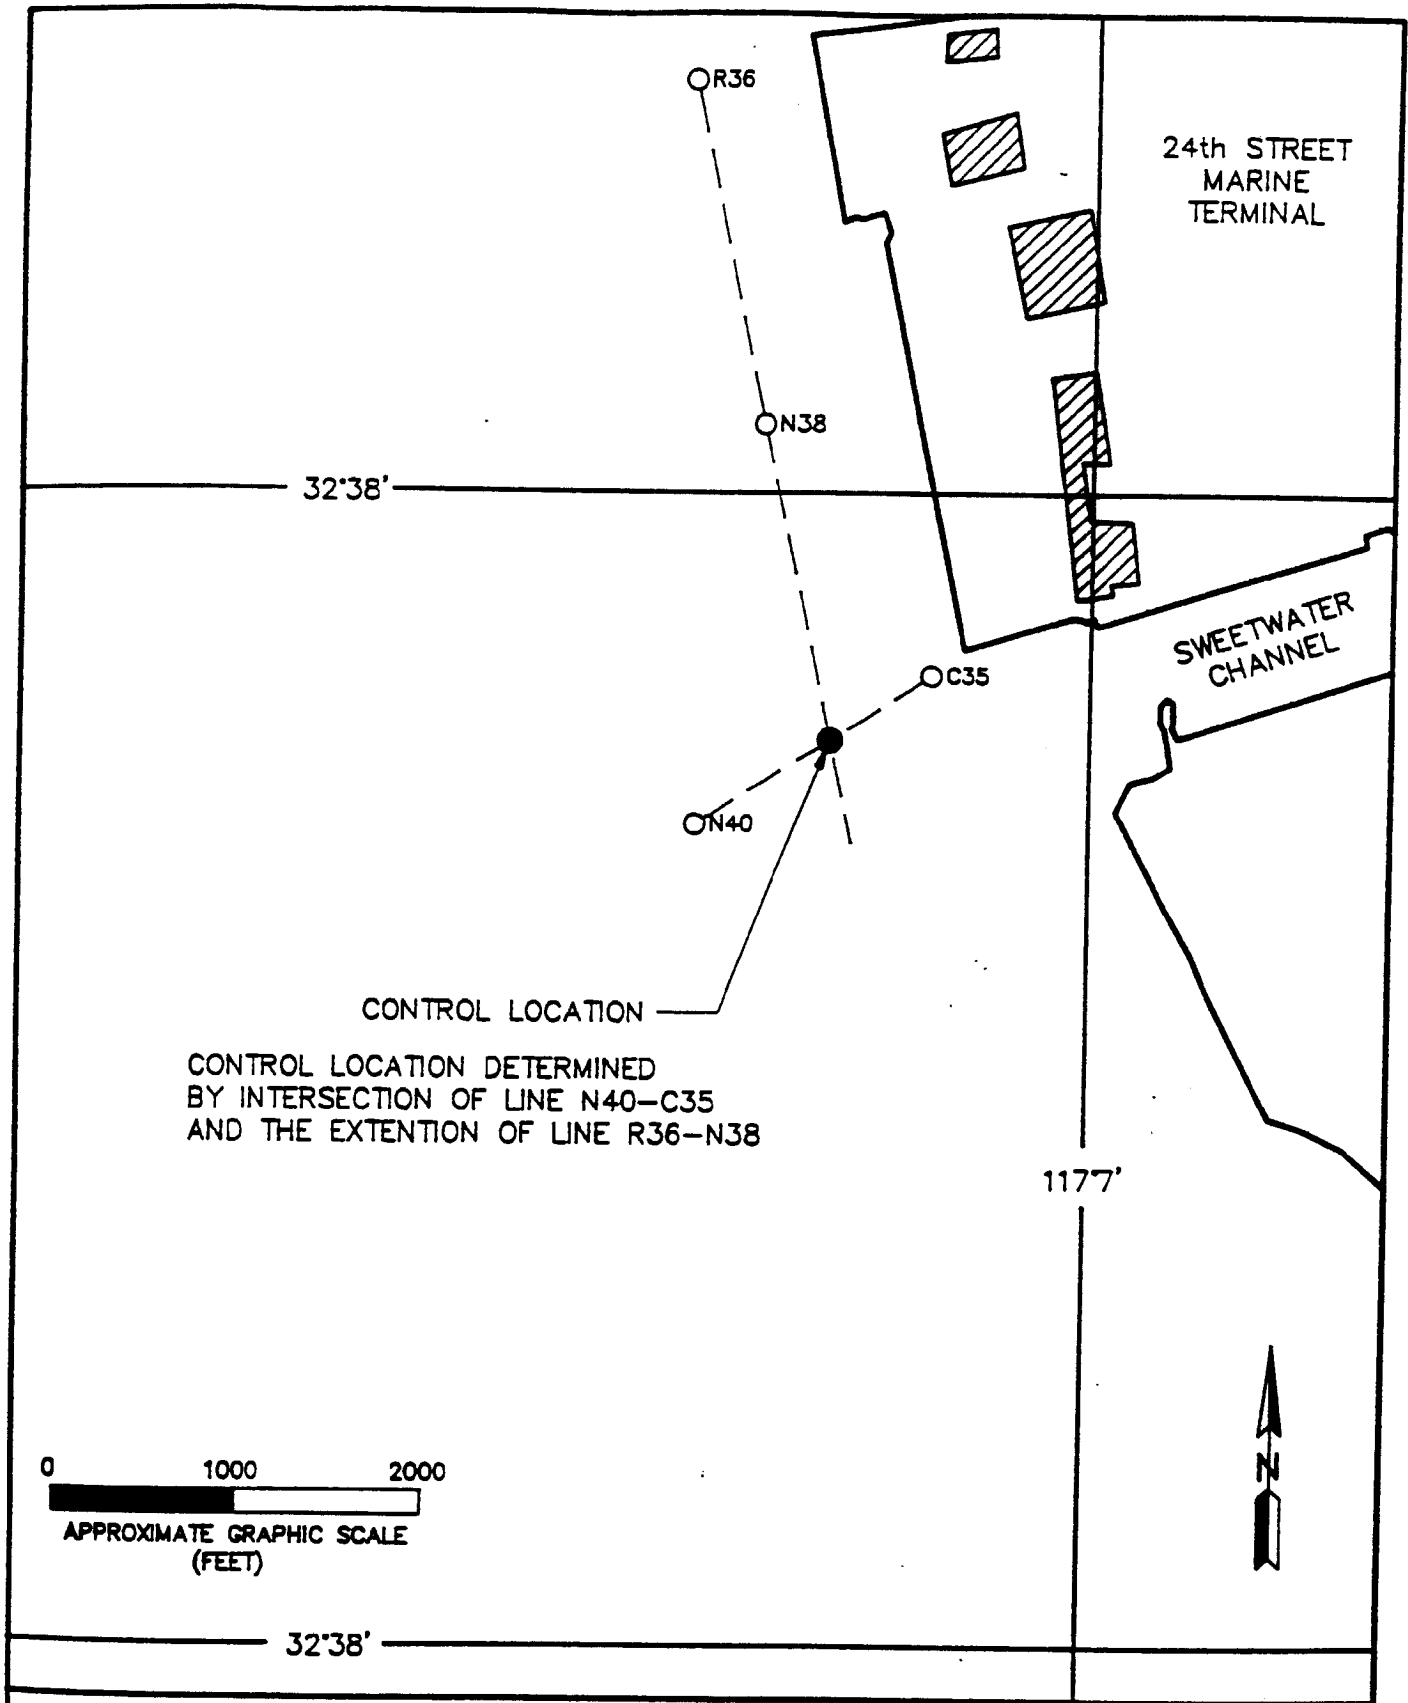 R36
24th STREET
MARINE
TERMINAL
N38
32°38'
SWEETWATER
CHANNEL
C35
N40
CONTROL LOCATION
CONTROL LOCATION DETERMINED
BY INTERSECTION OF LINE N40-C35
AND THE EXTENTION OF LINE R36-N38
117°7'
0 1000 2000
APPROXIMATE GRAPHIC SCALE
(FEET)
N
32°38'